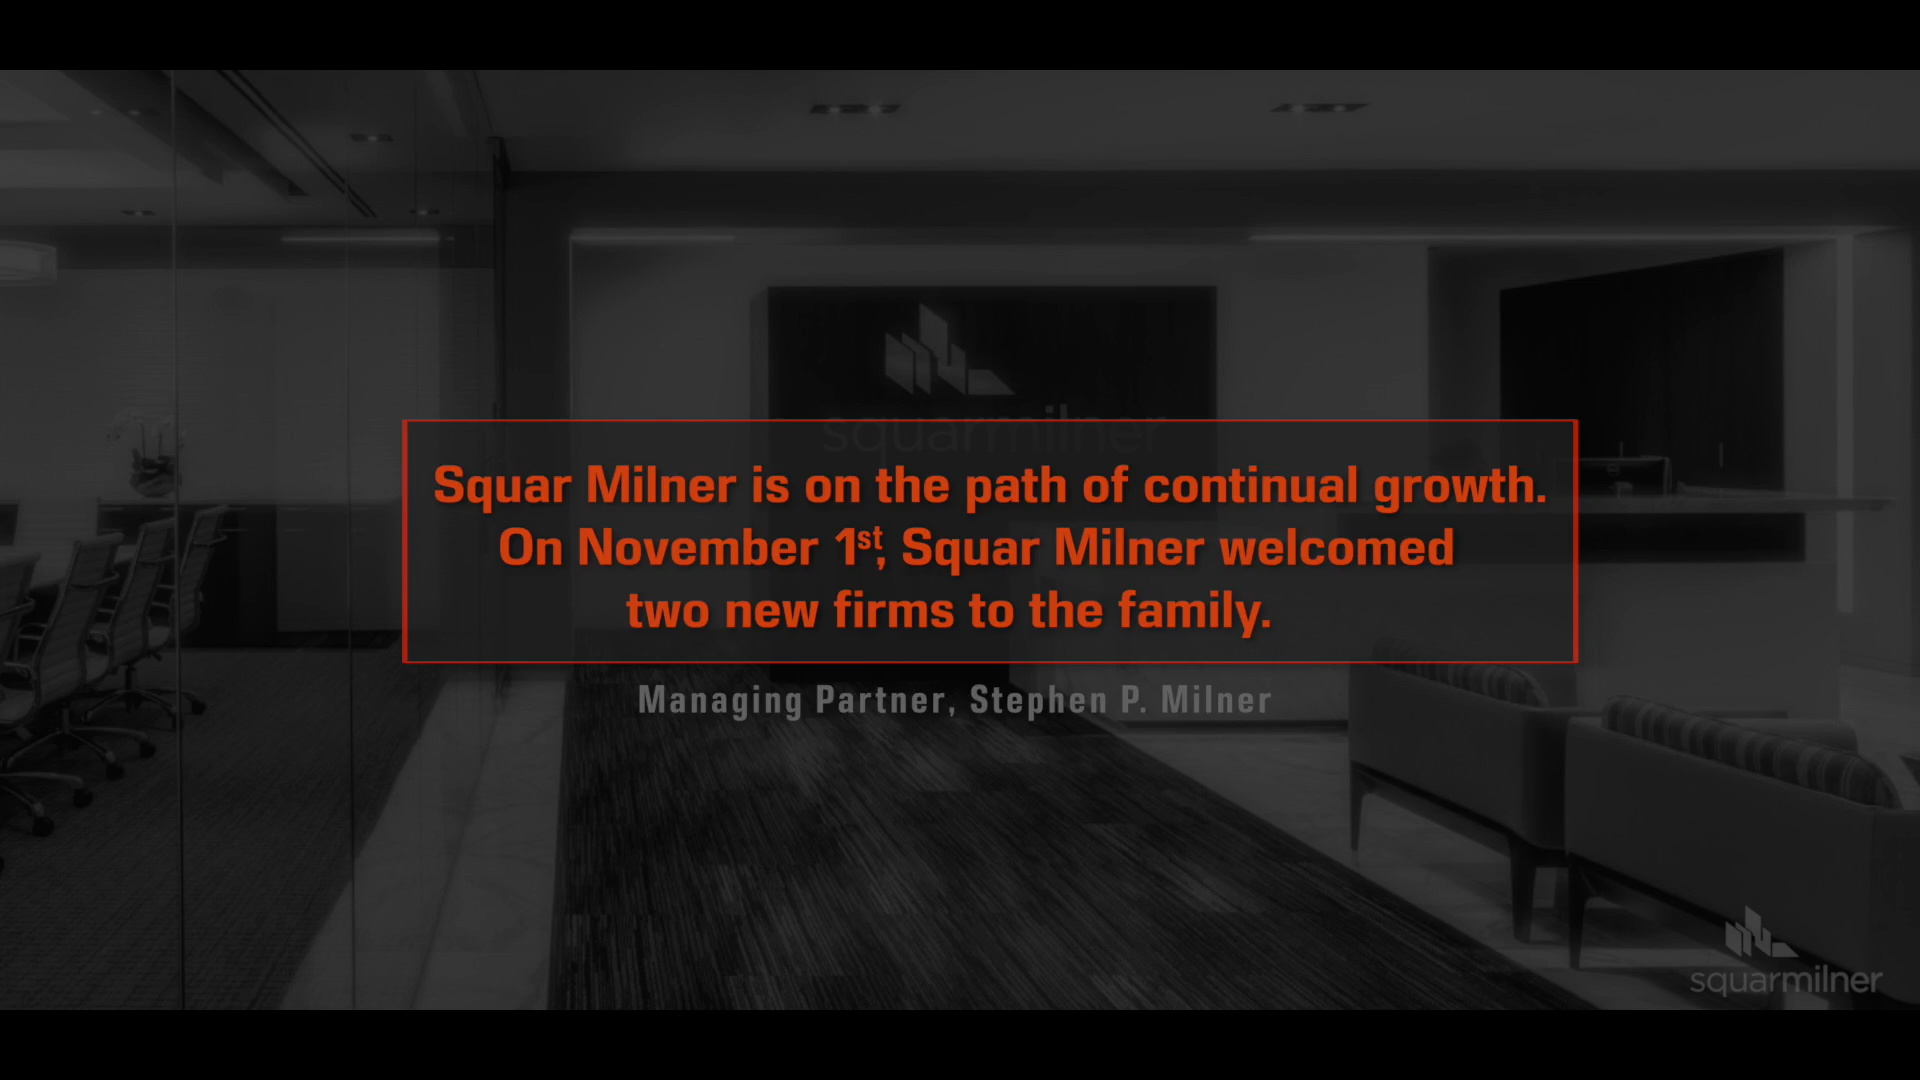 squarmilner
Squar Milner is on the path of continual growth.
On November 1st, Squar Milner welcomed
two new firms to the family.
Managing Partner, Stephen P. Milner
squarmilner